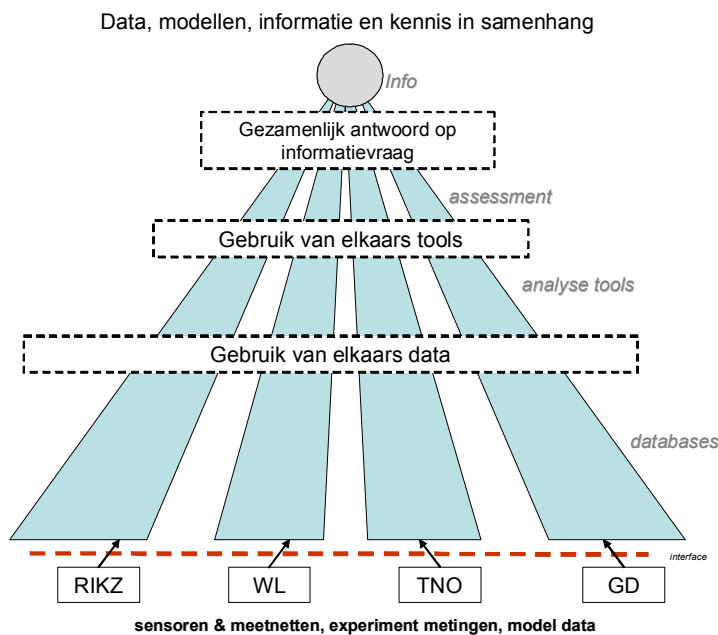 Data, modellen, informatie en kennis in samenhang
Info
Gezamenlijk antwoord op
informatievraag
assessment
Gebruik van elkaars tools
analyse tools
Gebruik van elkaars data
databases
interface
RIKZ
WL
TNO
GD
sensoren & meetnetten, experiment metingen, model data